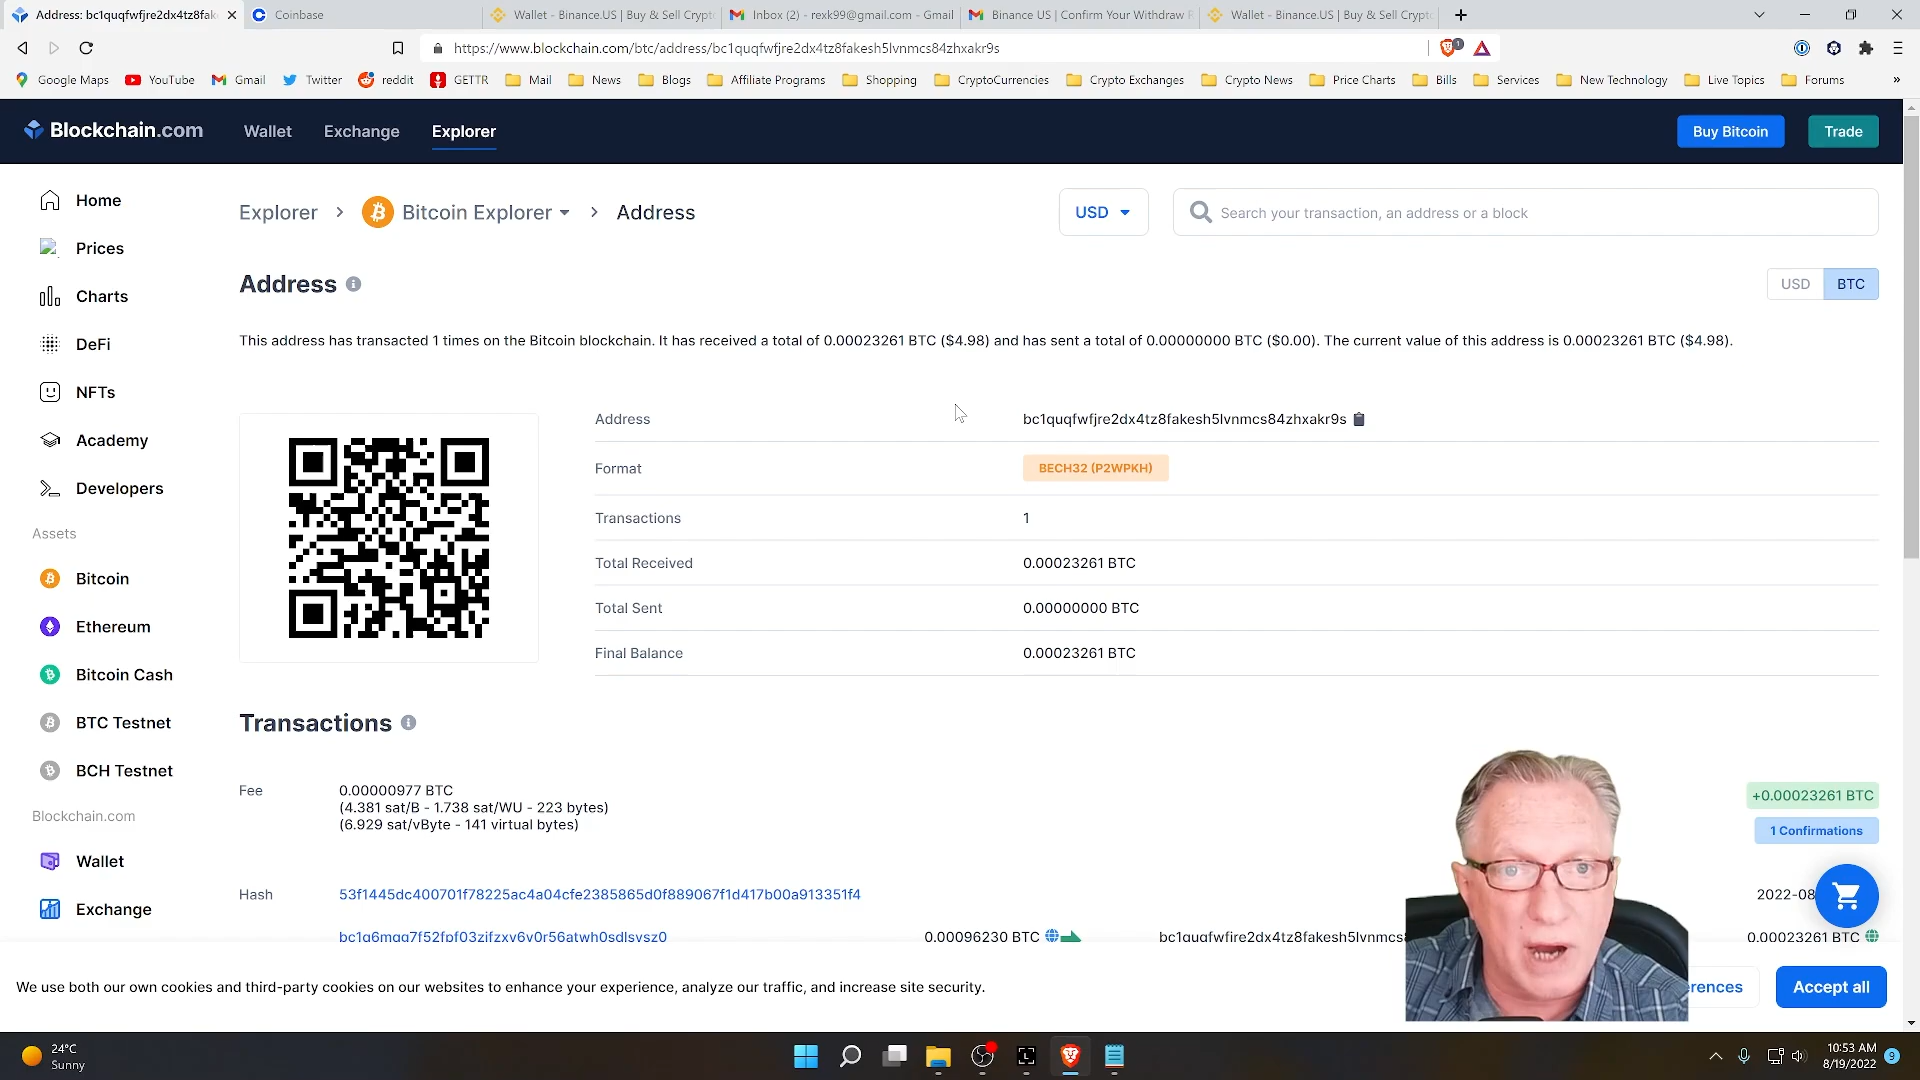 Address: bc1quqfwfjre2dx4tz8fak
Coinbase
Wallet - Binance.US | Buy & Sell Crypt
Inbox (2) - rexk99@gmail.com - Gmail
Binance US | Confirm Your Withdraw R
Wallet - Binance.US | Buy & Sell Crypt
https://www.blockchain.com/btc/address/bc1quqfwfjre2dx4tz8fakesh5lvnmcs84zhxakr9s
1
Google Maps
YouTube
Gmail
Twitter
reddit
GETTR
Mail
News
Blogs
Affiliate Programs
Shopping
CryptoCurrencies
Crypto Exchanges
Crypto News
Price Charts
Bills
Services
New Technology
Live Topics
Forums
»
Blockchain.com
Wallet
Exchange
Explorer
Buy Bitcoin
Trade
Home
Prices
Charts
DeFi
NFTs
Academy
Developers
Assets
Bitcoin
Ethereum
Bitcoin Cash
BTC Testnet
BCH Testnet
Blockchain.com
Wallet
Exchange
Explorer > Bitcoin Explorer > Address
USD
Search your transaction, an address or a block
Address
USD
BTC
This address has transacted 1 times on the Bitcoin blockchain. It has received a total of 0.00023261 BTC ($4.98) and has sent a total of 0.00000000 BTC ($0.00). The current value of this address is 0.00023261 BTC ($4.98).
Address bc1quqfwfjre2dx4tz8fakesh5lvnmcs84zhxakr9s
Format BECH32 (P2WPKH)
Transactions 1
Total Received 0.00023261 BTC
Total Sent 0.00000000 BTC
Final Balance 0.00023261 BTC
Transactions
Fee 0.00000977 BTC
(4.381 sat/B - 1.738 sat/WU - 223 bytes)
(6.929 sat/vByte - 141 virtual bytes)
+0.00023261 BTC
1 Confirmations
Hash 53f1445dc400701f78225ac4a04cfe2385865d0f889067f1d417b00a913351f4
2022-08
0.00096230 BTC
bc1quqfwfjre2dx4tz8fakesh5lvnmcs
0.00023261 BTC
We use both our own cookies and third-party cookies on our websites to enhance your experience, analyze our traffic, and increase site security.
erences
Accept all
24°C
Sunny
10:53 AM
8/19/2022
9